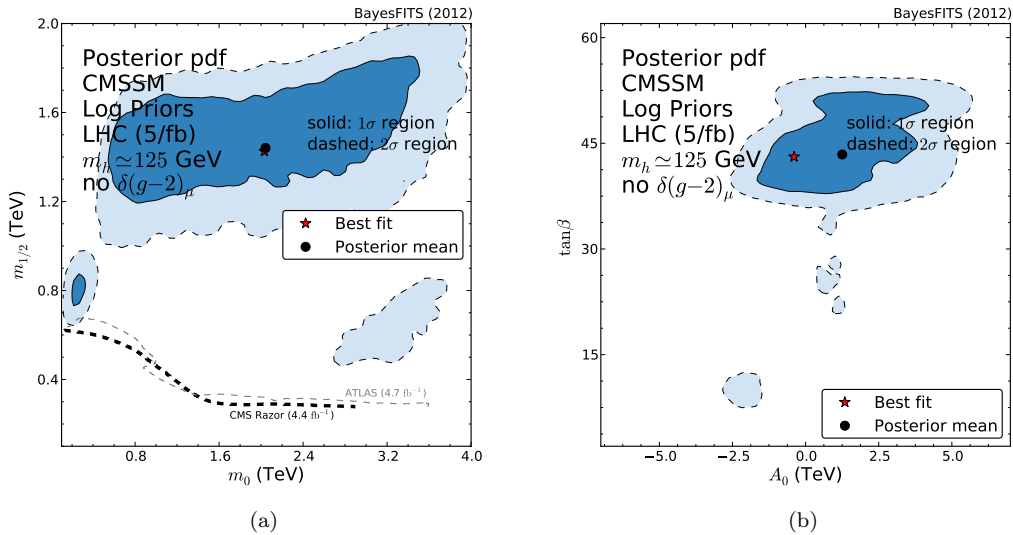 BayesFITS (2012)
Posterior pdf
CMSSM
Log Priors
LHC (5/fb)
m_h≃125 GeV
no δ(g−2)_μ
solid: 1σ region
dashed: 2σ region
Best fit
Posterior mean
ATLAS (4.7 fb⁻¹)
CMS Razor (4.4 fb⁻¹)
2.0
1.6
1.2
0.8
0.4
m_{1/2} (TeV)
0.8 1.6 2.4 3.2 4.0
m_0 (TeV)
(a)
BayesFITS (2012)
Posterior pdf
CMSSM
Log Priors
LHC (5/fb)
m_h≃125 GeV
no δ(g−2)_μ
solid: 1σ region
dashed: 2σ region
Best fit
Posterior mean
60
45
30
15
tanβ
−5.0 −2.5 0.0 2.5 5.0
A_0 (TeV)
(b)